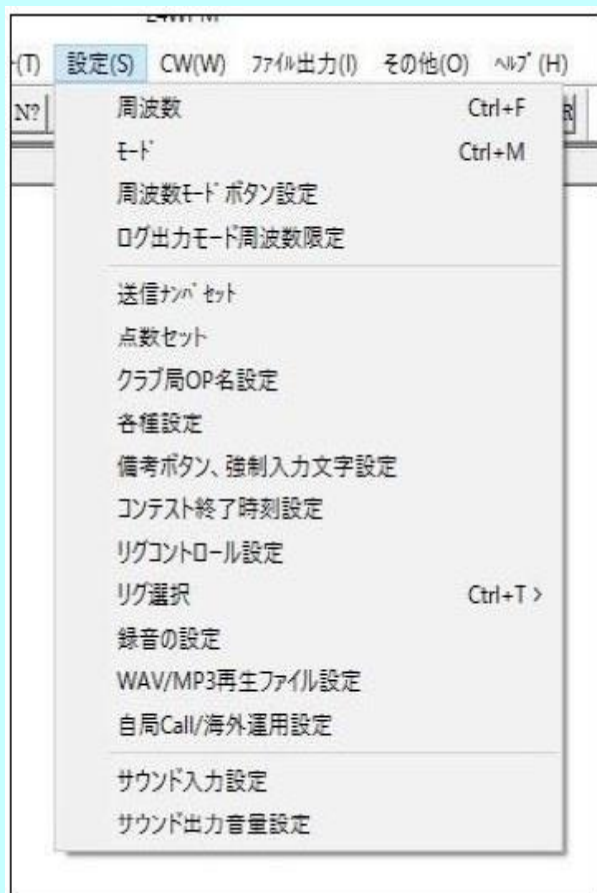 (T) 設定(S) CW(W) ﾌｧｲﾙ出力(I) その他(O) ﾍﾙﾌﾟ(H)
N? R
周波数 Ctrl+F
ﾓｰﾄﾞ Ctrl+M
周波数ﾓｰﾄﾞボタン設定
ログ出力モード周波数限定
送信ﾅﾝﾊﾞｾｯﾄ
点数セット
クラブ局OP名設定
各種設定
備考ボタン、強制入力文字設定
コンテスト終了時刻設定
リグコントロール設定
リグ選択 Ctrl+T >
録音の設定
WAV/MP3再生ファイル設定
自局Call/海外運用設定
サウンド入力設定
サウンド出力音量設定